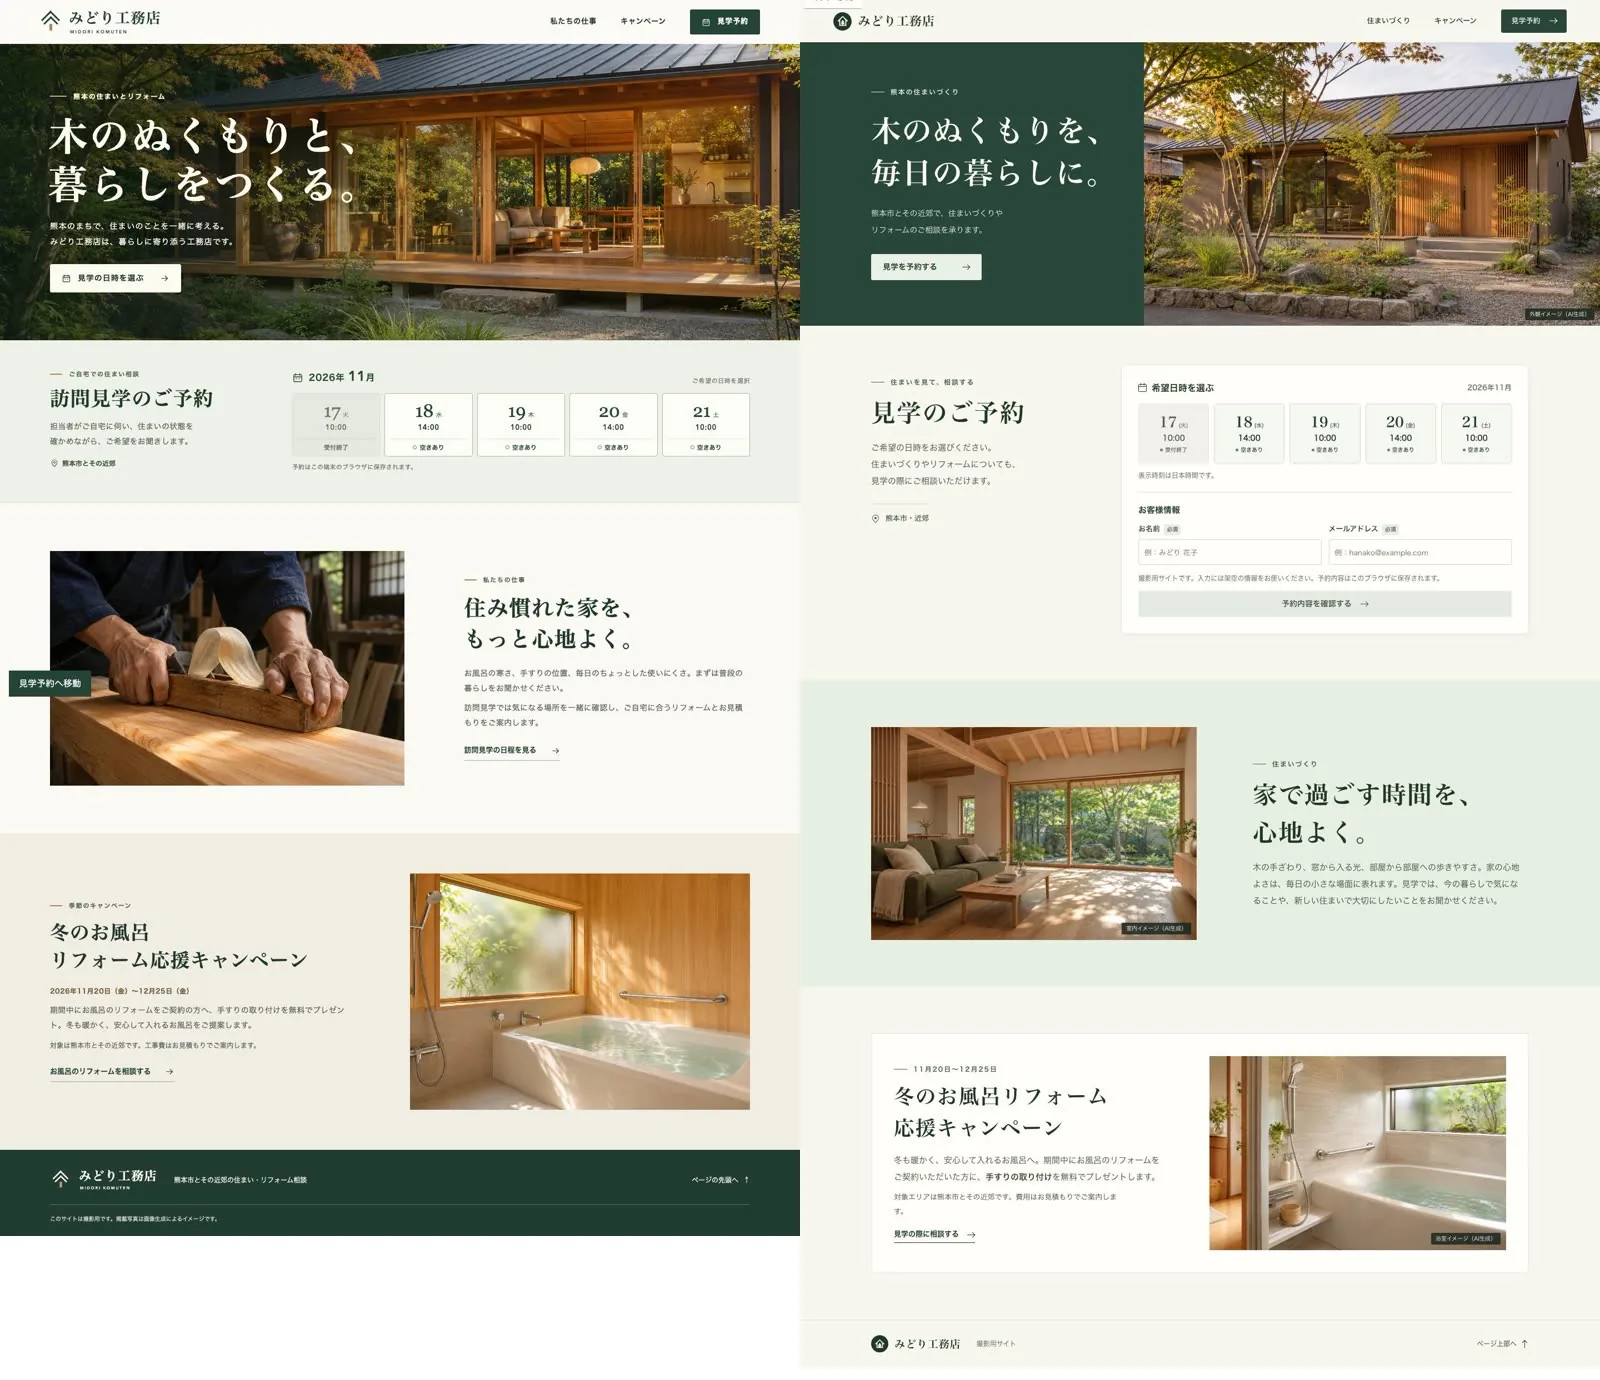 みどり工務店
MIDORI KOMUTEN
私たちの仕事
キャンペーン
見学予約
熊本の住まいとリフォーム
木のぬくもりと、
暮らしをつくる。
熊本のまちで、住まいのことを一緒に考える。
みどり工務店は、暮らしに寄り添う工務店です。
見学の日時を選ぶ →
ご自宅での住まい相談
訪問見学のご予約
担当者がご自宅に伺い、住まいの状態を
確かめながら、ご希望をお聞きします。
熊本市とその近郊
2026年 11月
ご希望の日時を選択
17 火
10:00
受付終了
18 水
14:00
○ 空きあり
19 木
10:00
○ 空きあり
20 金
14:00
○ 空きあり
21 土
10:00
○ 空きあり
予約はこの端末のブラウザに保存されます。
見学予約へ移動
私たちの仕事
住み慣れた家を、
もっと心地よく。
お風呂の寒さ、手すりの位置、毎日のちょっとした使いにくさ。まずは普段の
暮らしをお聞かせください。
訪問見学では気になる場所を一緒に確認し、ご自宅に合うリフォームとお見積
もりをご案内します。
訪問見学の日程を見る →
季節のキャンペーン
冬のお風呂
リフォーム応援キャンペーン
2026年11月20日（金）〜12月25日（金）
期間中にお風呂のリフォームをご契約の方へ、手すりの取り付けを無料でプレゼン
ト。冬も暖かく、安心して入れるお風呂をご提案します。
対象は熊本市とその近郊です。工事費はお見積もりでご案内します。
お風呂のリフォームを相談する →
みどり工務店
MIDORI KOMUTEN
熊本市とその近郊の住まい・リフォーム相談
ページの先頭へ ↑
このサイトは撮影用です。掲載写真は画像生成によるイメージです。
みどり工務店
住まいづくり
キャンペーン
見学予約 →
熊本の住まいづくり
木のぬくもりを、
毎日の暮らしに。
熊本市とその近郊で、住まいづくりや
リフォームのご相談を承ります。
見学を予約する →
外観イメージ（AI生成）
住まいを見て、相談する
見学のご予約
ご希望の日時をお選びください。
住まいづくりやリフォームについても、
見学の際にご相談いただけます。
熊本市・近郊
希望日時を選ぶ
2026年11月
17 (火)
10:00
● 受付終了
18 (水)
14:00
● 空きあり
19 (木)
10:00
● 空きあり
20 (金)
14:00
● 空きあり
21 (土)
10:00
● 空きあり
表示時刻は日本時間です。
お客様情報
お名前 必須
例：みどり 花子
メールアドレス 必須
例：hanako@example.com
撮影用サイトです。入力には架空の情報をお使いください。予約内容はこのブラウザに保存されます。
予約内容を確認する →
室内イメージ（AI生成）
住まいづくり
家で過ごす時間を、
心地よく。
木の手ざわり、窓から入る光、部屋から部屋への歩きやすさ。家の心地
よさは、毎日の小さな場面に表れます。見学では、今の暮らしで気にな
ることや、新しい住まいで大切にしたいことをお聞かせください。
11月20日〜12月25日
冬のお風呂リフォーム
応援キャンペーン
冬も暖かく、安心して入れるお風呂へ。期間中にお風呂のリフォームを
ご契約いただいた方に、手すりの取り付けを無料でプレゼントします。
対象エリアは熊本市とその近郊です。費用はお見積もりでご案内しま
す。
見学の際に相談する →
浴室イメージ（AI生成）
みどり工務店
撮影用サイト
ページ上部へ ↑